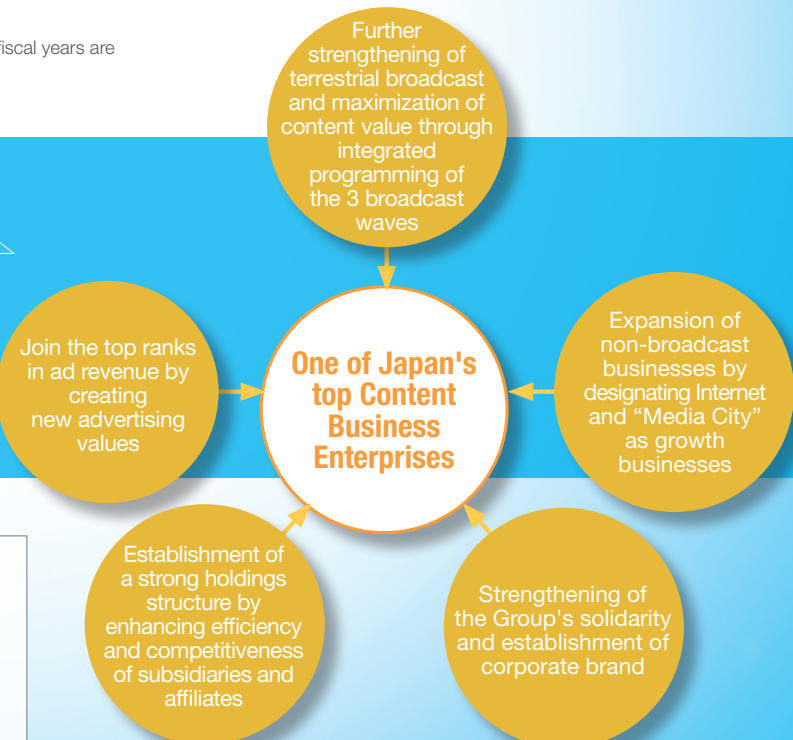 fiscal years are
Further
strengthening of
terrestrial broadcast
and maximization of
content value through
integrated
programming of
the 3 broadcast
waves
Join the top ranks
in ad revenue by
creating
new advertising
values
One of Japan's
top Content
Business
Enterprises
Expansion of
non-broadcast
businesses by
designating Internet
and “Media City”
as growth
businesses
Establishment of
a strong holdings
structure by
enhancing efficiency
and competitiveness
of subsidiaries and
affiliates
Strengthening of
the Group's solidarity
and establishment of
corporate brand